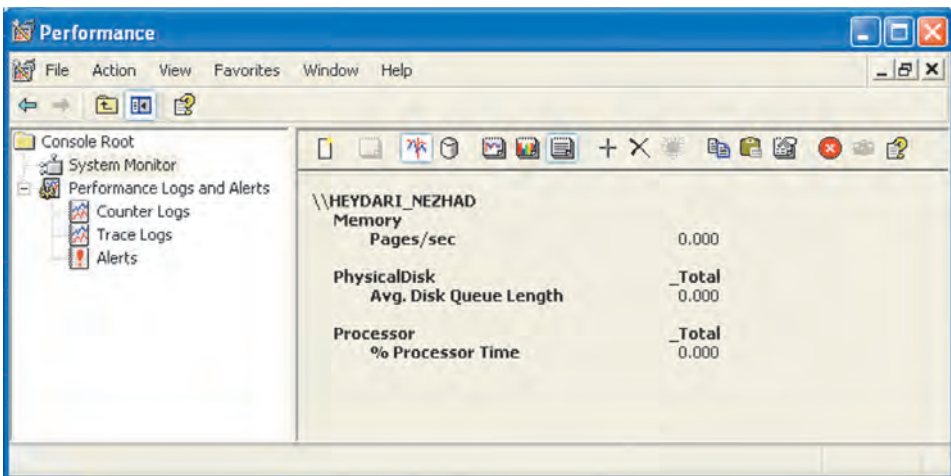 Performance
File Action View Favorites Window Help
Console Root
System Monitor
Performance Logs and Alerts
Counter Logs
Trace Logs
Alerts
\\HEYDARI_NEZHAD
Memory
Pages/sec 0.000
PhysicalDisk _Total
Avg. Disk Queue Length 0.000
Processor _Total
% Processor Time 0.000